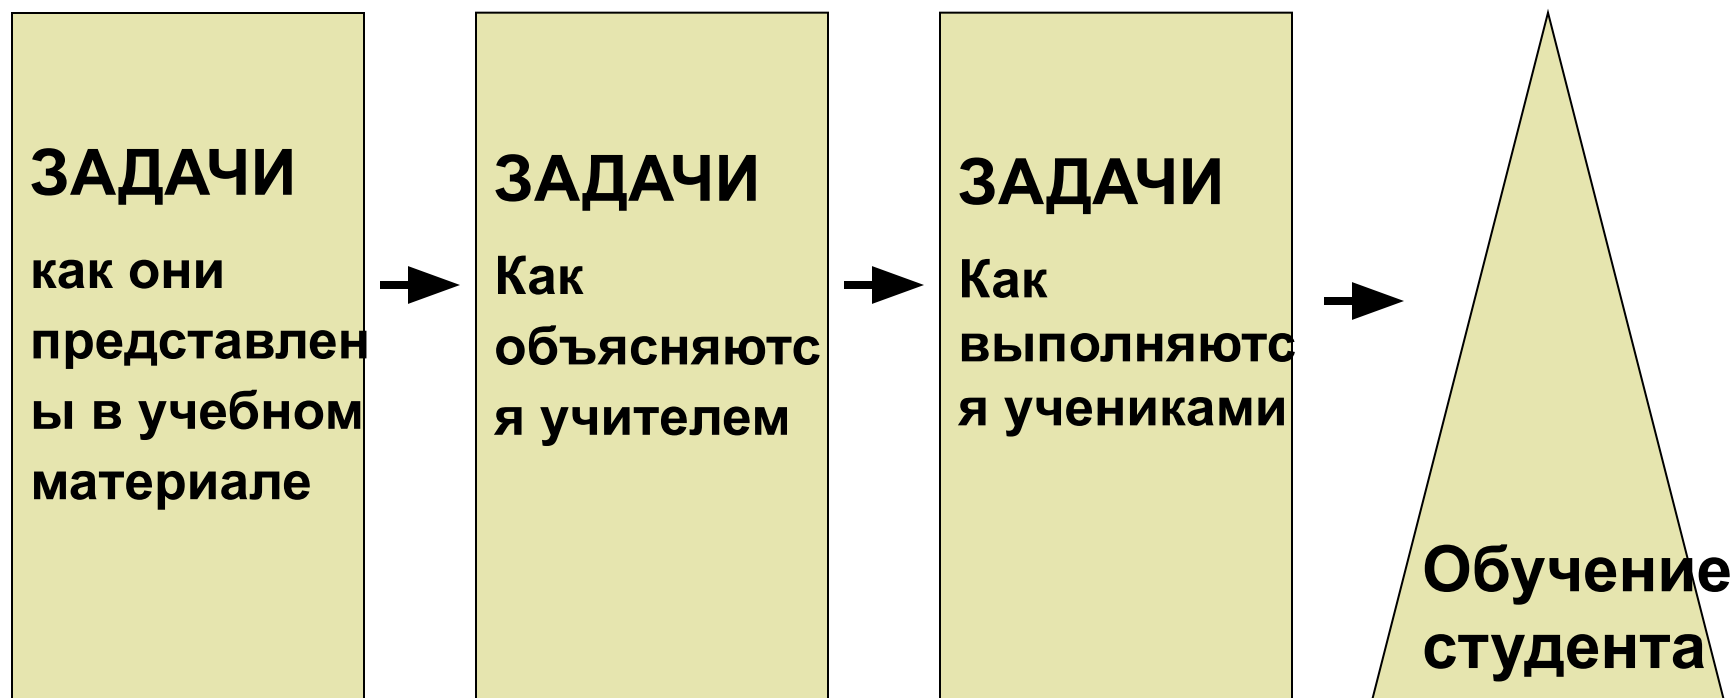 ЗАДАЧИ
как они
представлен
ы в учебном
материале
ЗАДАЧИ
Как
объясняютс
я учителем
ЗАДАЧИ
Как
выполняютс
я учениками
Обучение
студента